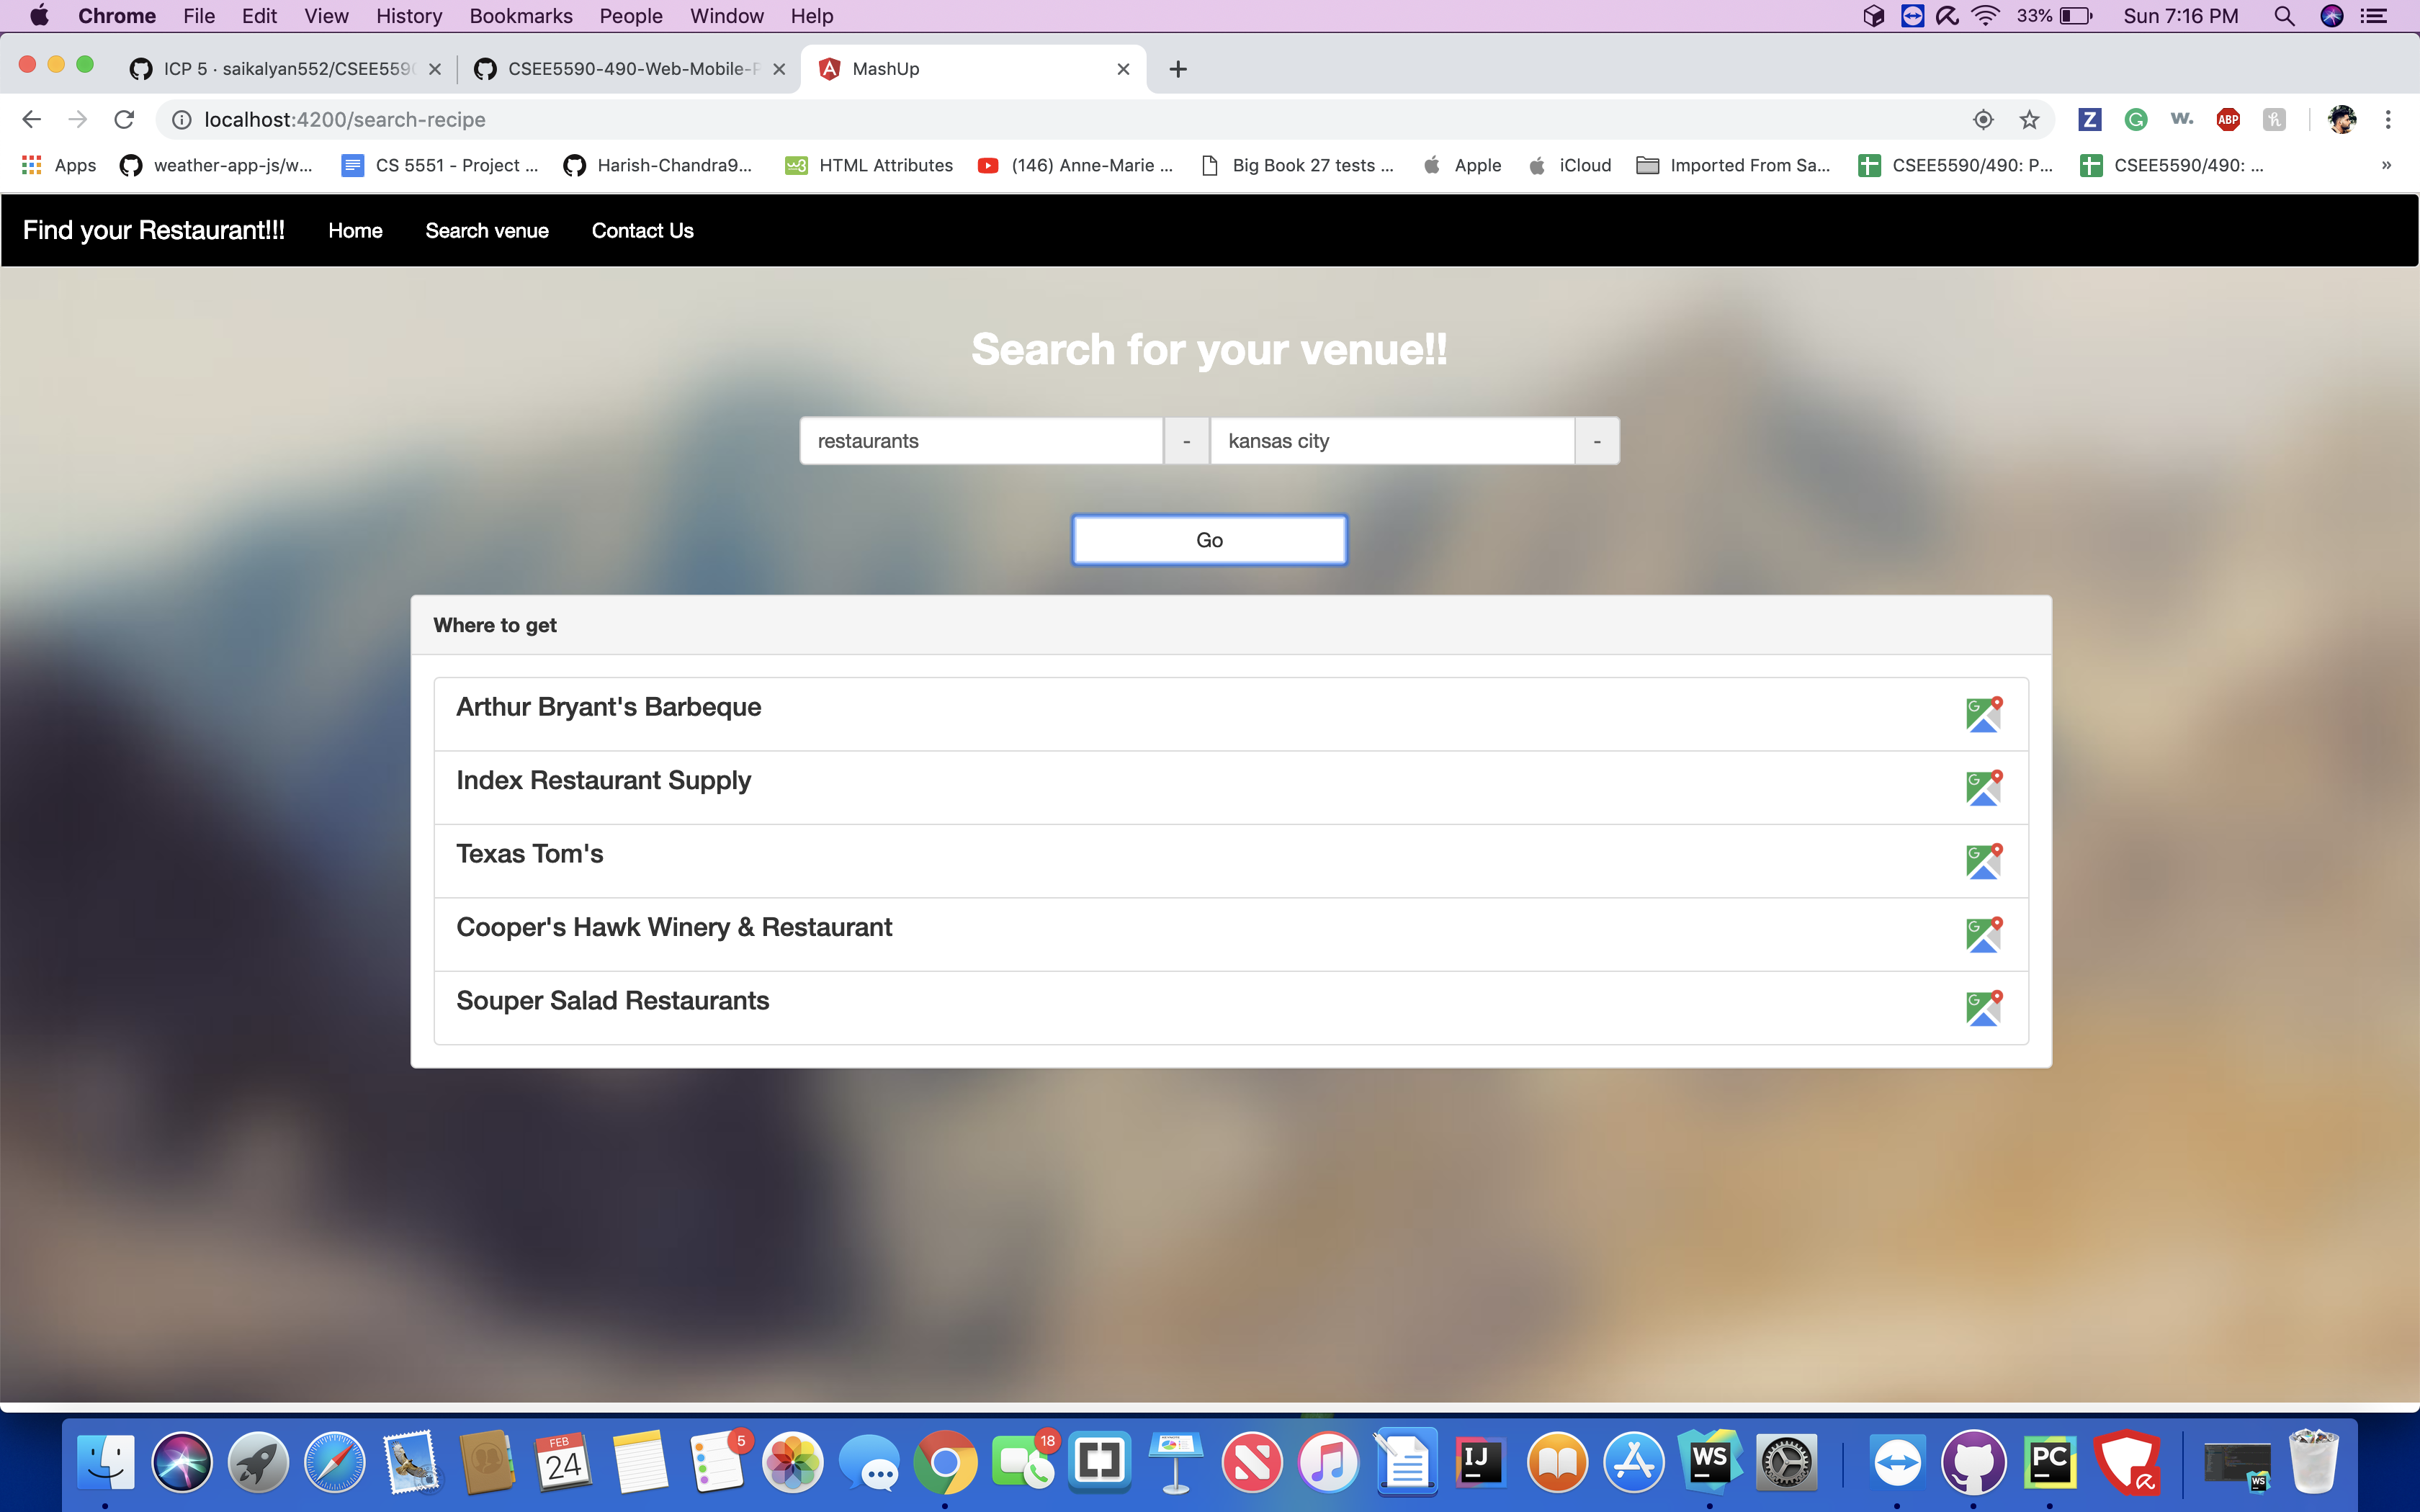 Chrome File Edit View History Bookmarks People Window Help 33% Sun 7:16 PM
ICP 5 · saikalyan552/CSEE5590 CSEE5590-490-Web-Mobile-P MashUp
localhost:4200/search-recipe
Z G w. ABP h
Apps weather-app-js/w... CS 5551 - Project ... Harish-Chandra9... w3 HTML Attributes (146) Anne-Marie ... Big Book 27 tests ... Apple iCloud Imported From Sa... CSEE5590/490: P... CSEE5590/490: ... »
Find your Restaurant!!! Home Search venue Contact Us
Search for your venue!!
restaurants - kansas city -
Go
Where to get
Arthur Bryant's Barbeque
Index Restaurant Supply
Texas Tom's
Cooper's Hawk Winery & Restaurant
Souper Salad Restaurants
FEB 24 5 18 IJ WS PC WS